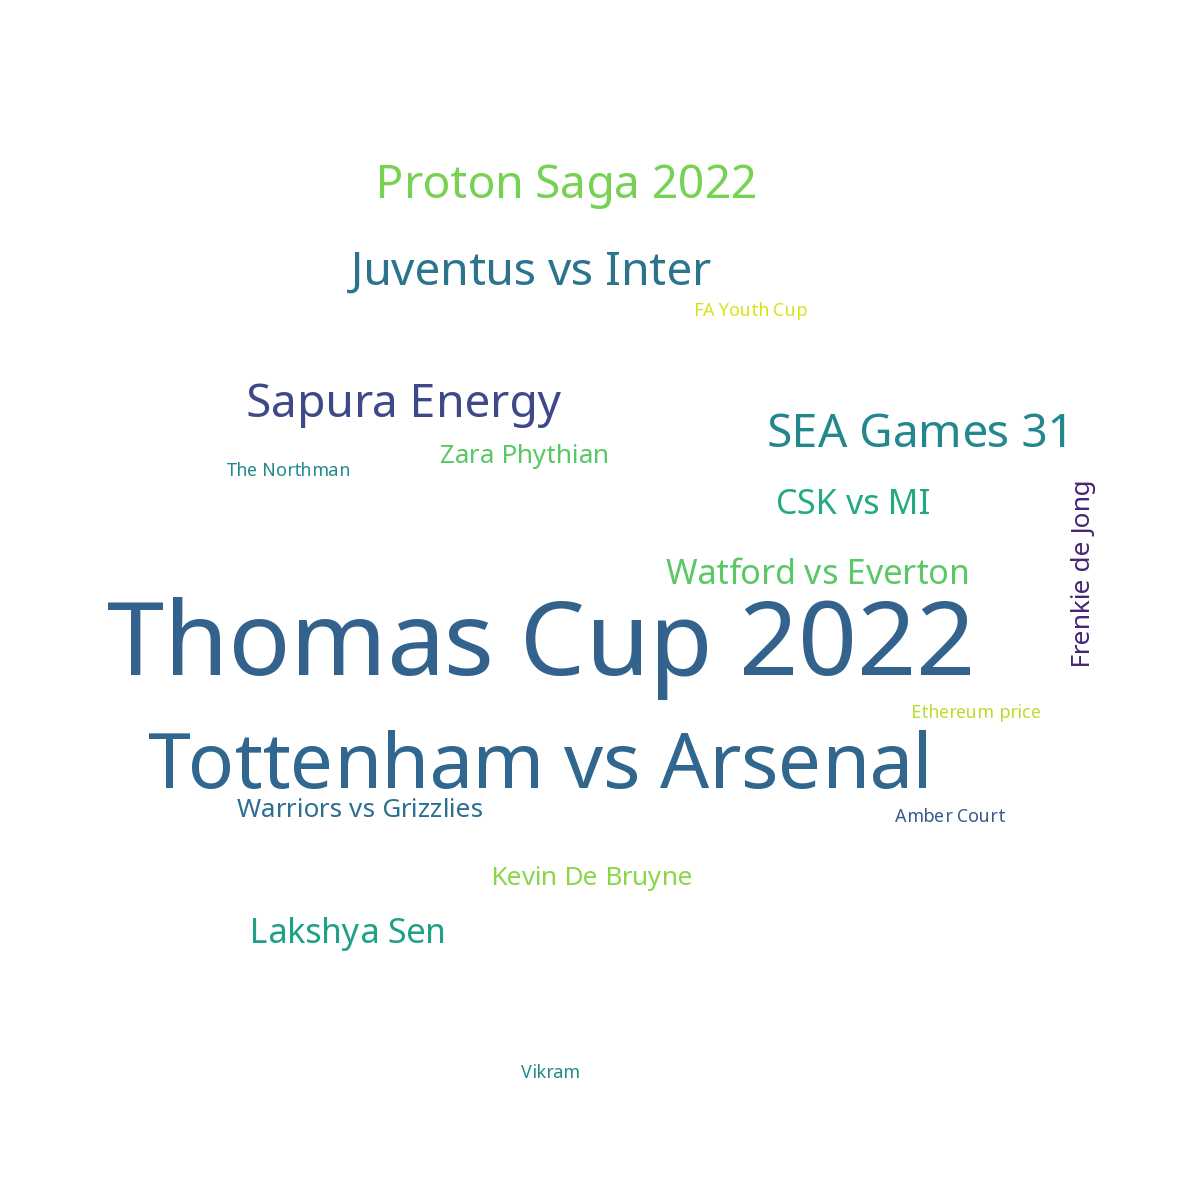 Proton Saga 2022
Juventus vs Inter
FA Youth Cup
Sapura Energy
SEA Games 31
Zara Phythian
The Northman
CSK vs MI
Frenkie de Jong
Watford vs Everton
Thomas Cup 2022
Ethereum price
Tottenham vs Arsenal
Warriors vs Grizzlies
Amber Court
Kevin De Bruyne
Lakshya Sen
Vikram